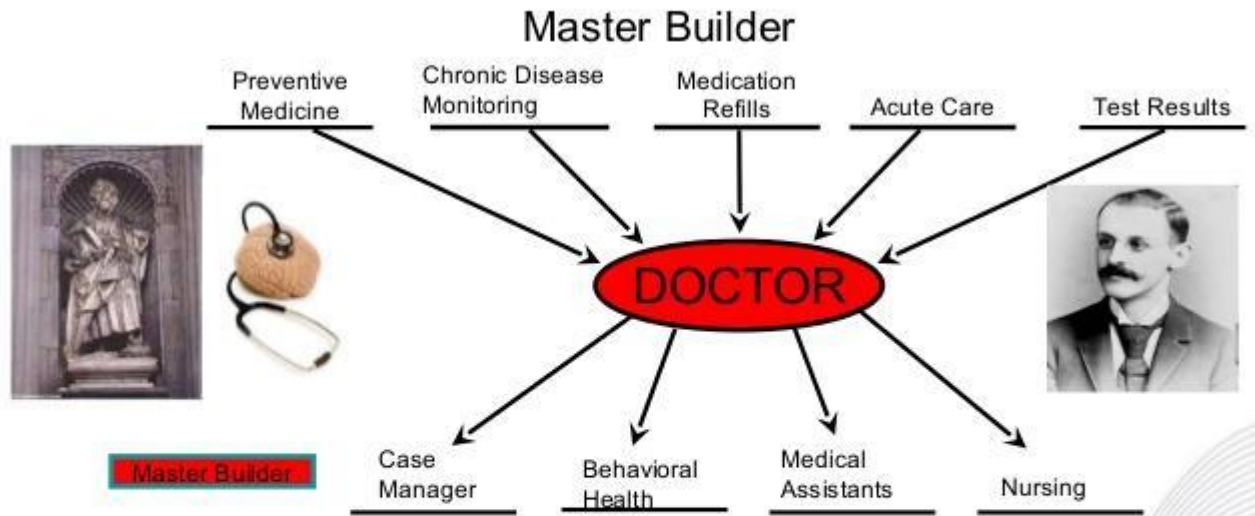 Master Builder
Preventive
Medicine
Chronic Disease
Monitoring
Medication
Refills
Acute Care
Test Results
DOCTOR
Master Builder
Case
Manager
Behavioral
Health
Medical
Assistants
Nursing